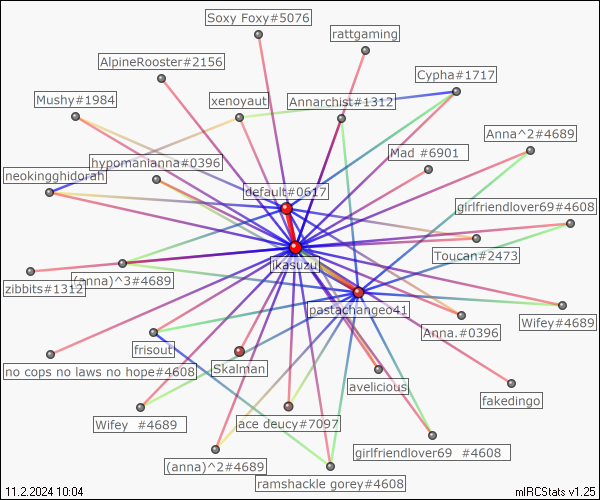 Soxy Foxy#5076
rattgaming
AlpineRooster#2156
Cypha#1717
Mushy#1984
xenoyaut
Annarchist#1312
Anna^2#4689
Mad #6901
hypomanianna#0396
neokingghidorah
default#0617
girlfriendlover69#4608
Toucan#2473
ikasuzu
zibbits#1312
(anna)^3#4689
pastachangeo41
Wifey#4689
Anna.#0396
frisout
no cops no laws no hope#4608
Skalman
avelicious
fakedingo
Wifey  #4689
ace deucy#7097
girlfriendlover69  #4608
(anna)^2#4689
ramshackle gorey#4608
11.2.2024 10:04
mIRCStats v1.25